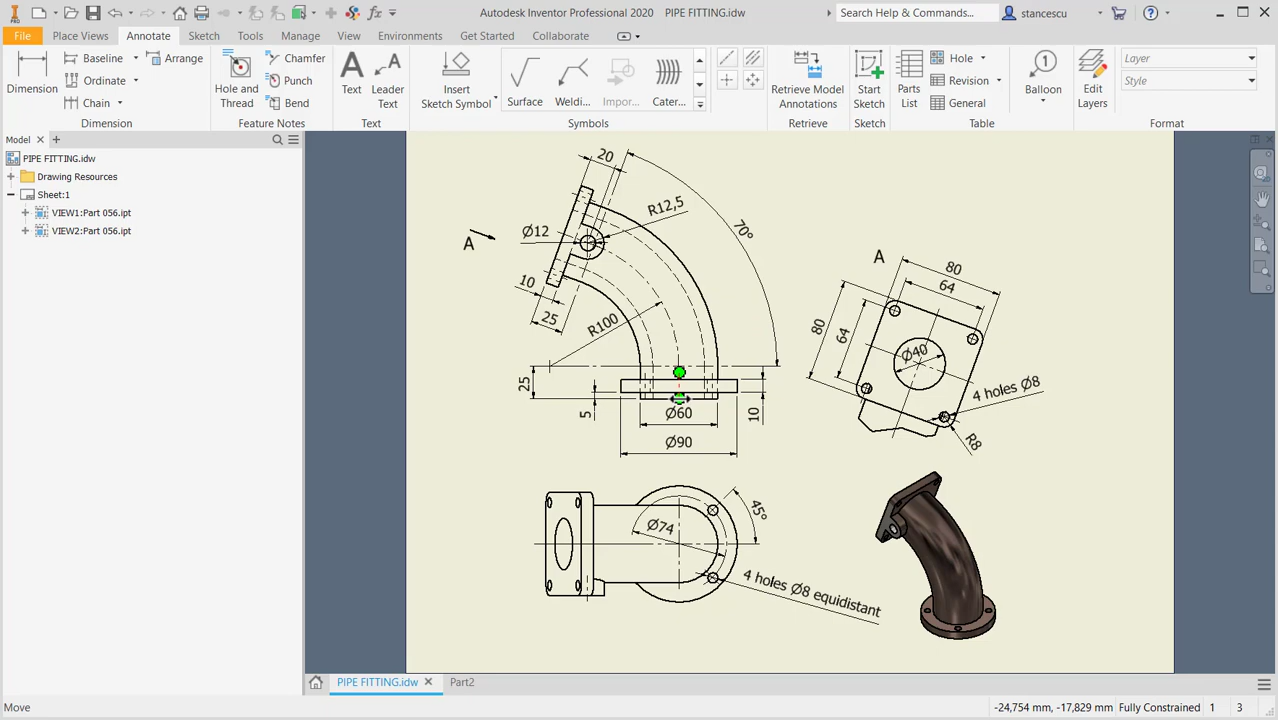 PRO
fx
Autodesk Inventor Professional 2020 PIPE FITTING.idw
Search Help & Commands...
stancescu
File
Place Views
Annotate
Sketch
Tools
Manage
View
Environments
Get Started
Collaborate
Dimension
Baseline
Ordinate
Chain
Arrange
Dimension
Hole and Thread
Chamfer
Punch
Bend
Feature Notes
Text
Leader Text
Text
Insert Sketch Symbol
Surface
Weldi...
Impor...
Cater...
Symbols
Retrieve Model Annotations
Retrieve
Start Sketch
Sketch
Parts List
Hole
Revision
General
Table
1
Balloon
Edit Layers
Layer
Style
Format
Model
PIPE FITTING.idw
Drawing Resources
Sheet:1
VIEW1:Part 056.ipt
VIEW2:Part 056.ipt
20
R12,5
70°
Ø12
A
10
25
R100
25
5
Ø60
10
Ø90
A
80
64
80
64
Ø40
4 holes Ø8
R8
Ø74
45°
4 holes Ø8 equidistant
PIPE FITTING.idw
Part2
Move
-24,754 mm, -17,829 mm
Fully Constrained
1
3